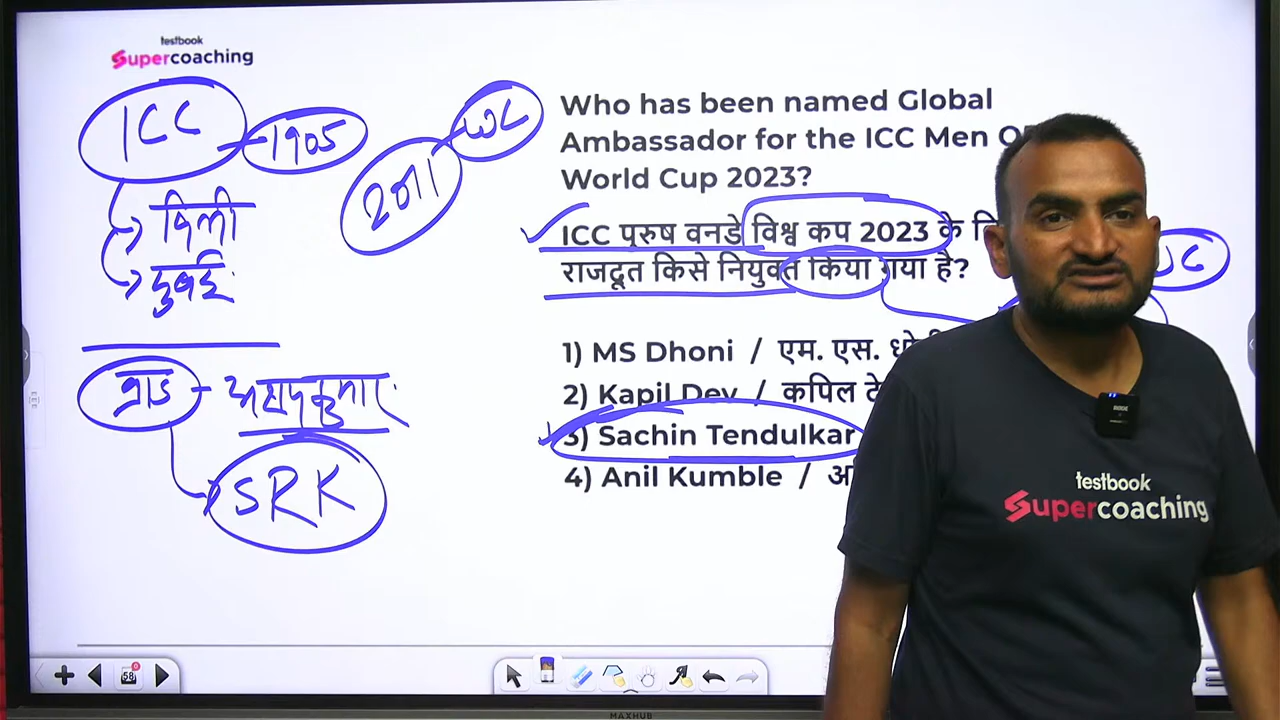 testbook
Supercoaching
ICC
1905
2011
WC
दुबई
SRK
Who has been named Global
Ambassador for the ICC Men
World Cup 2023?
ICC पुरुष वनडे विश्व कप 2023 के
राजदूत किसे नियुक्त किया गया है?
1) MS Dhoni / एम. एस.
2) Kapil Dev / कपिल
3) Sachin Tendulkar
4) Anil Kumble /
testbook
Supercoaching
58
MAXHUB